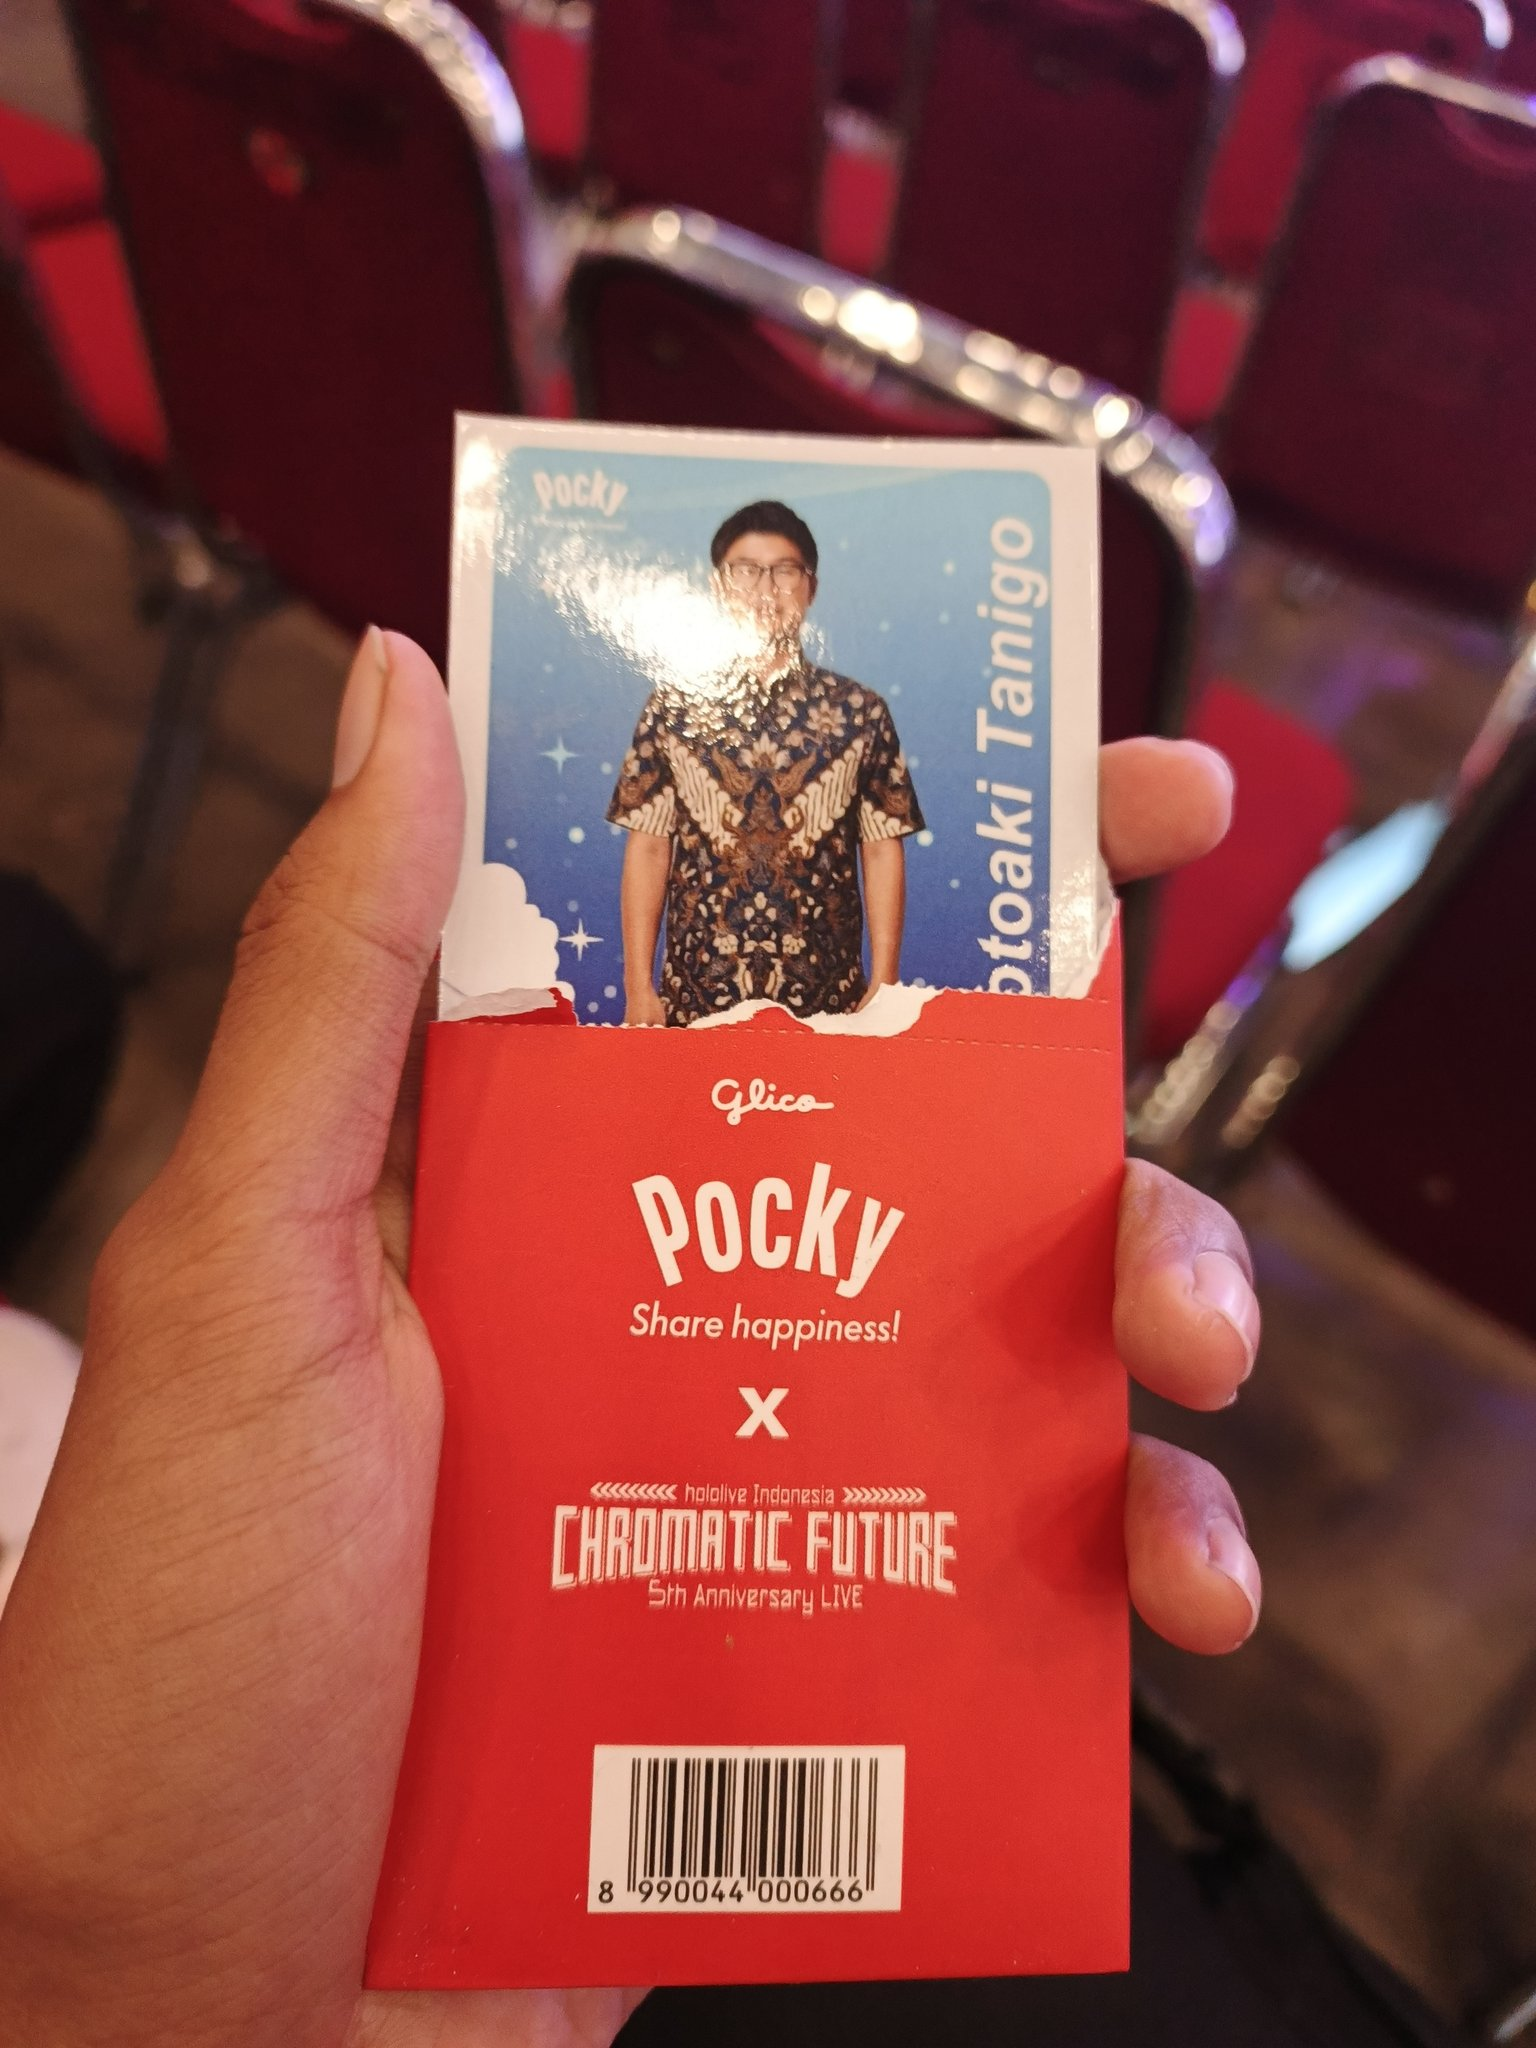 Pocky
otoaki Tanigo
Glico
Pocky
Share happiness!
x
hololive Indonesia
CHROMATIC FUTURE
5th Anniversary LIVE
8 990044 000666